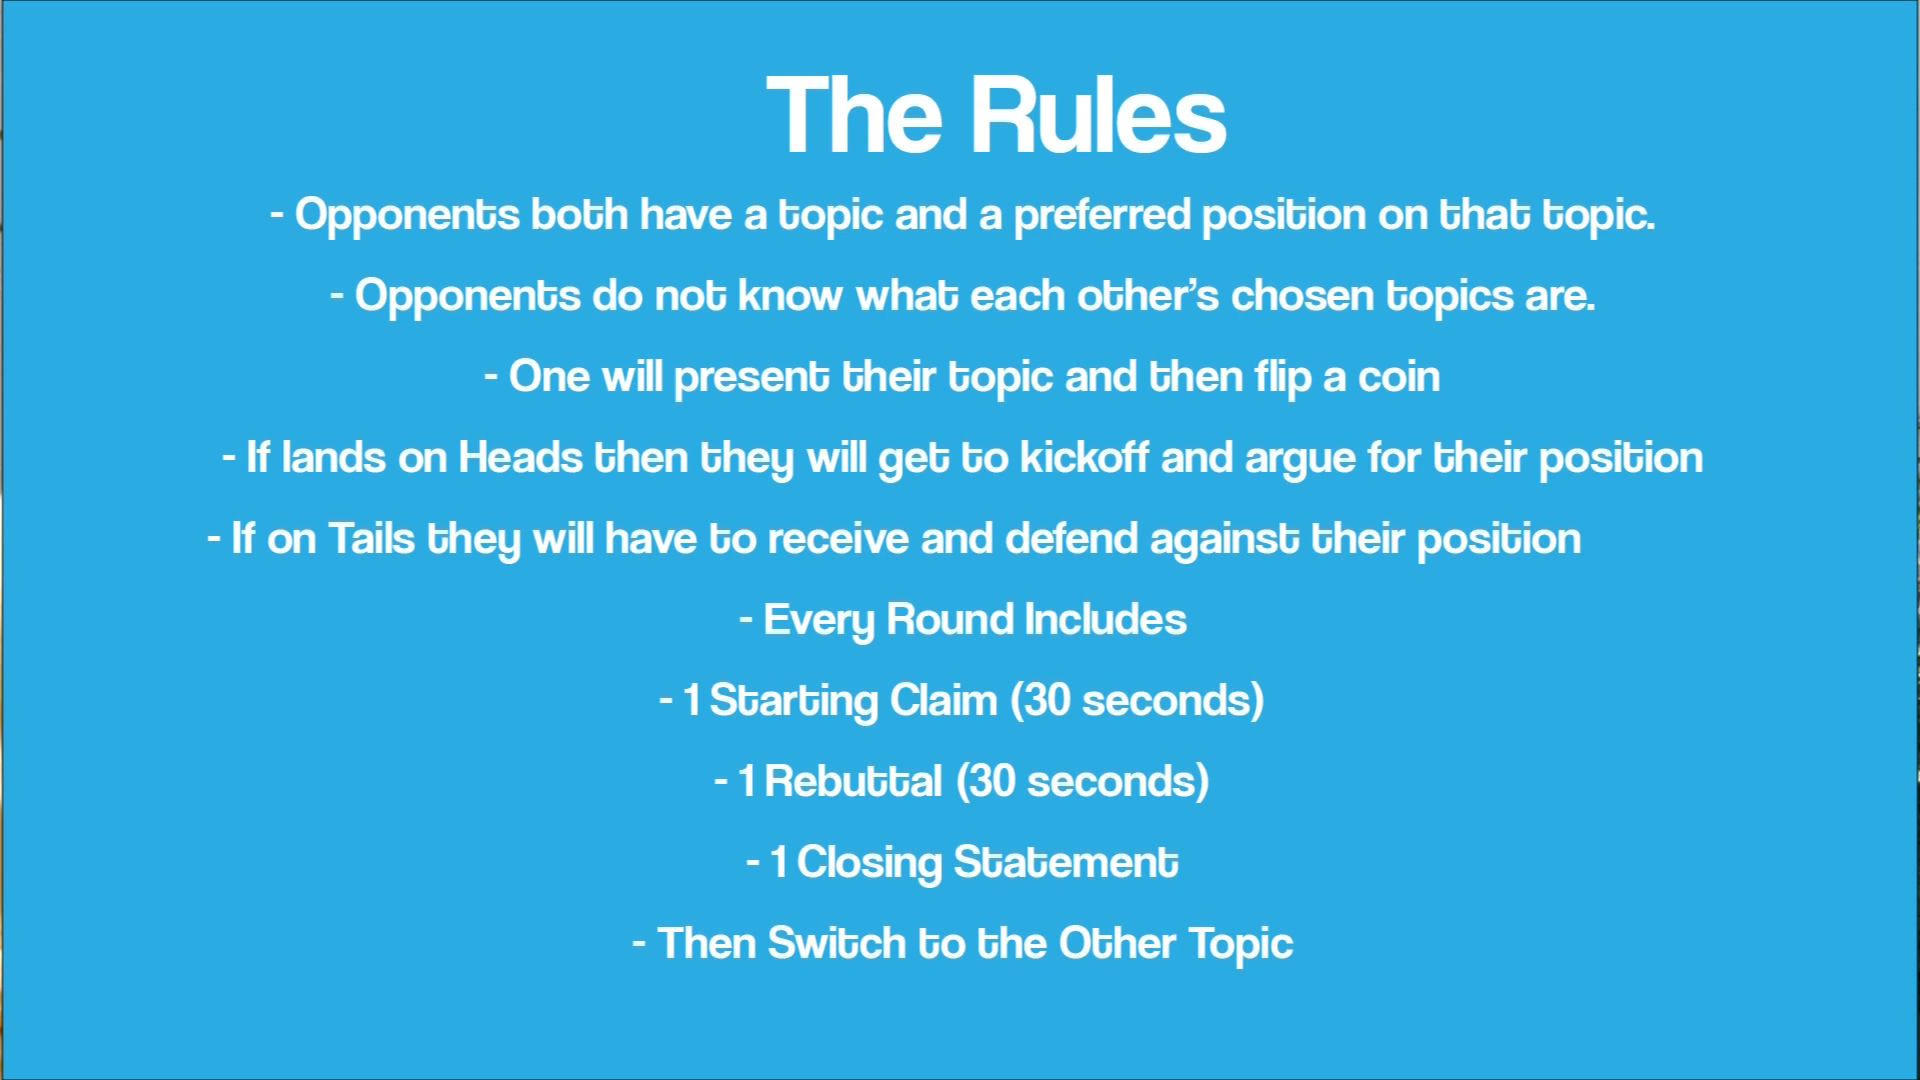 The Rules
- Opponents both have a topic and a preferred position on that topic.
- Opponents do not know what each other’s chosen topics are.
- One will present their topic and then flip a coin
- If lands on Heads then they will get to kickoff and argue for their position
- If on Tails they will have to receive and defend against their position
- Every Round Includes
- 1 Starting Claim (30 seconds)
- 1 Rebuttal (30 seconds)
- 1 Closing Statement
- Then Switch to the Other Topic